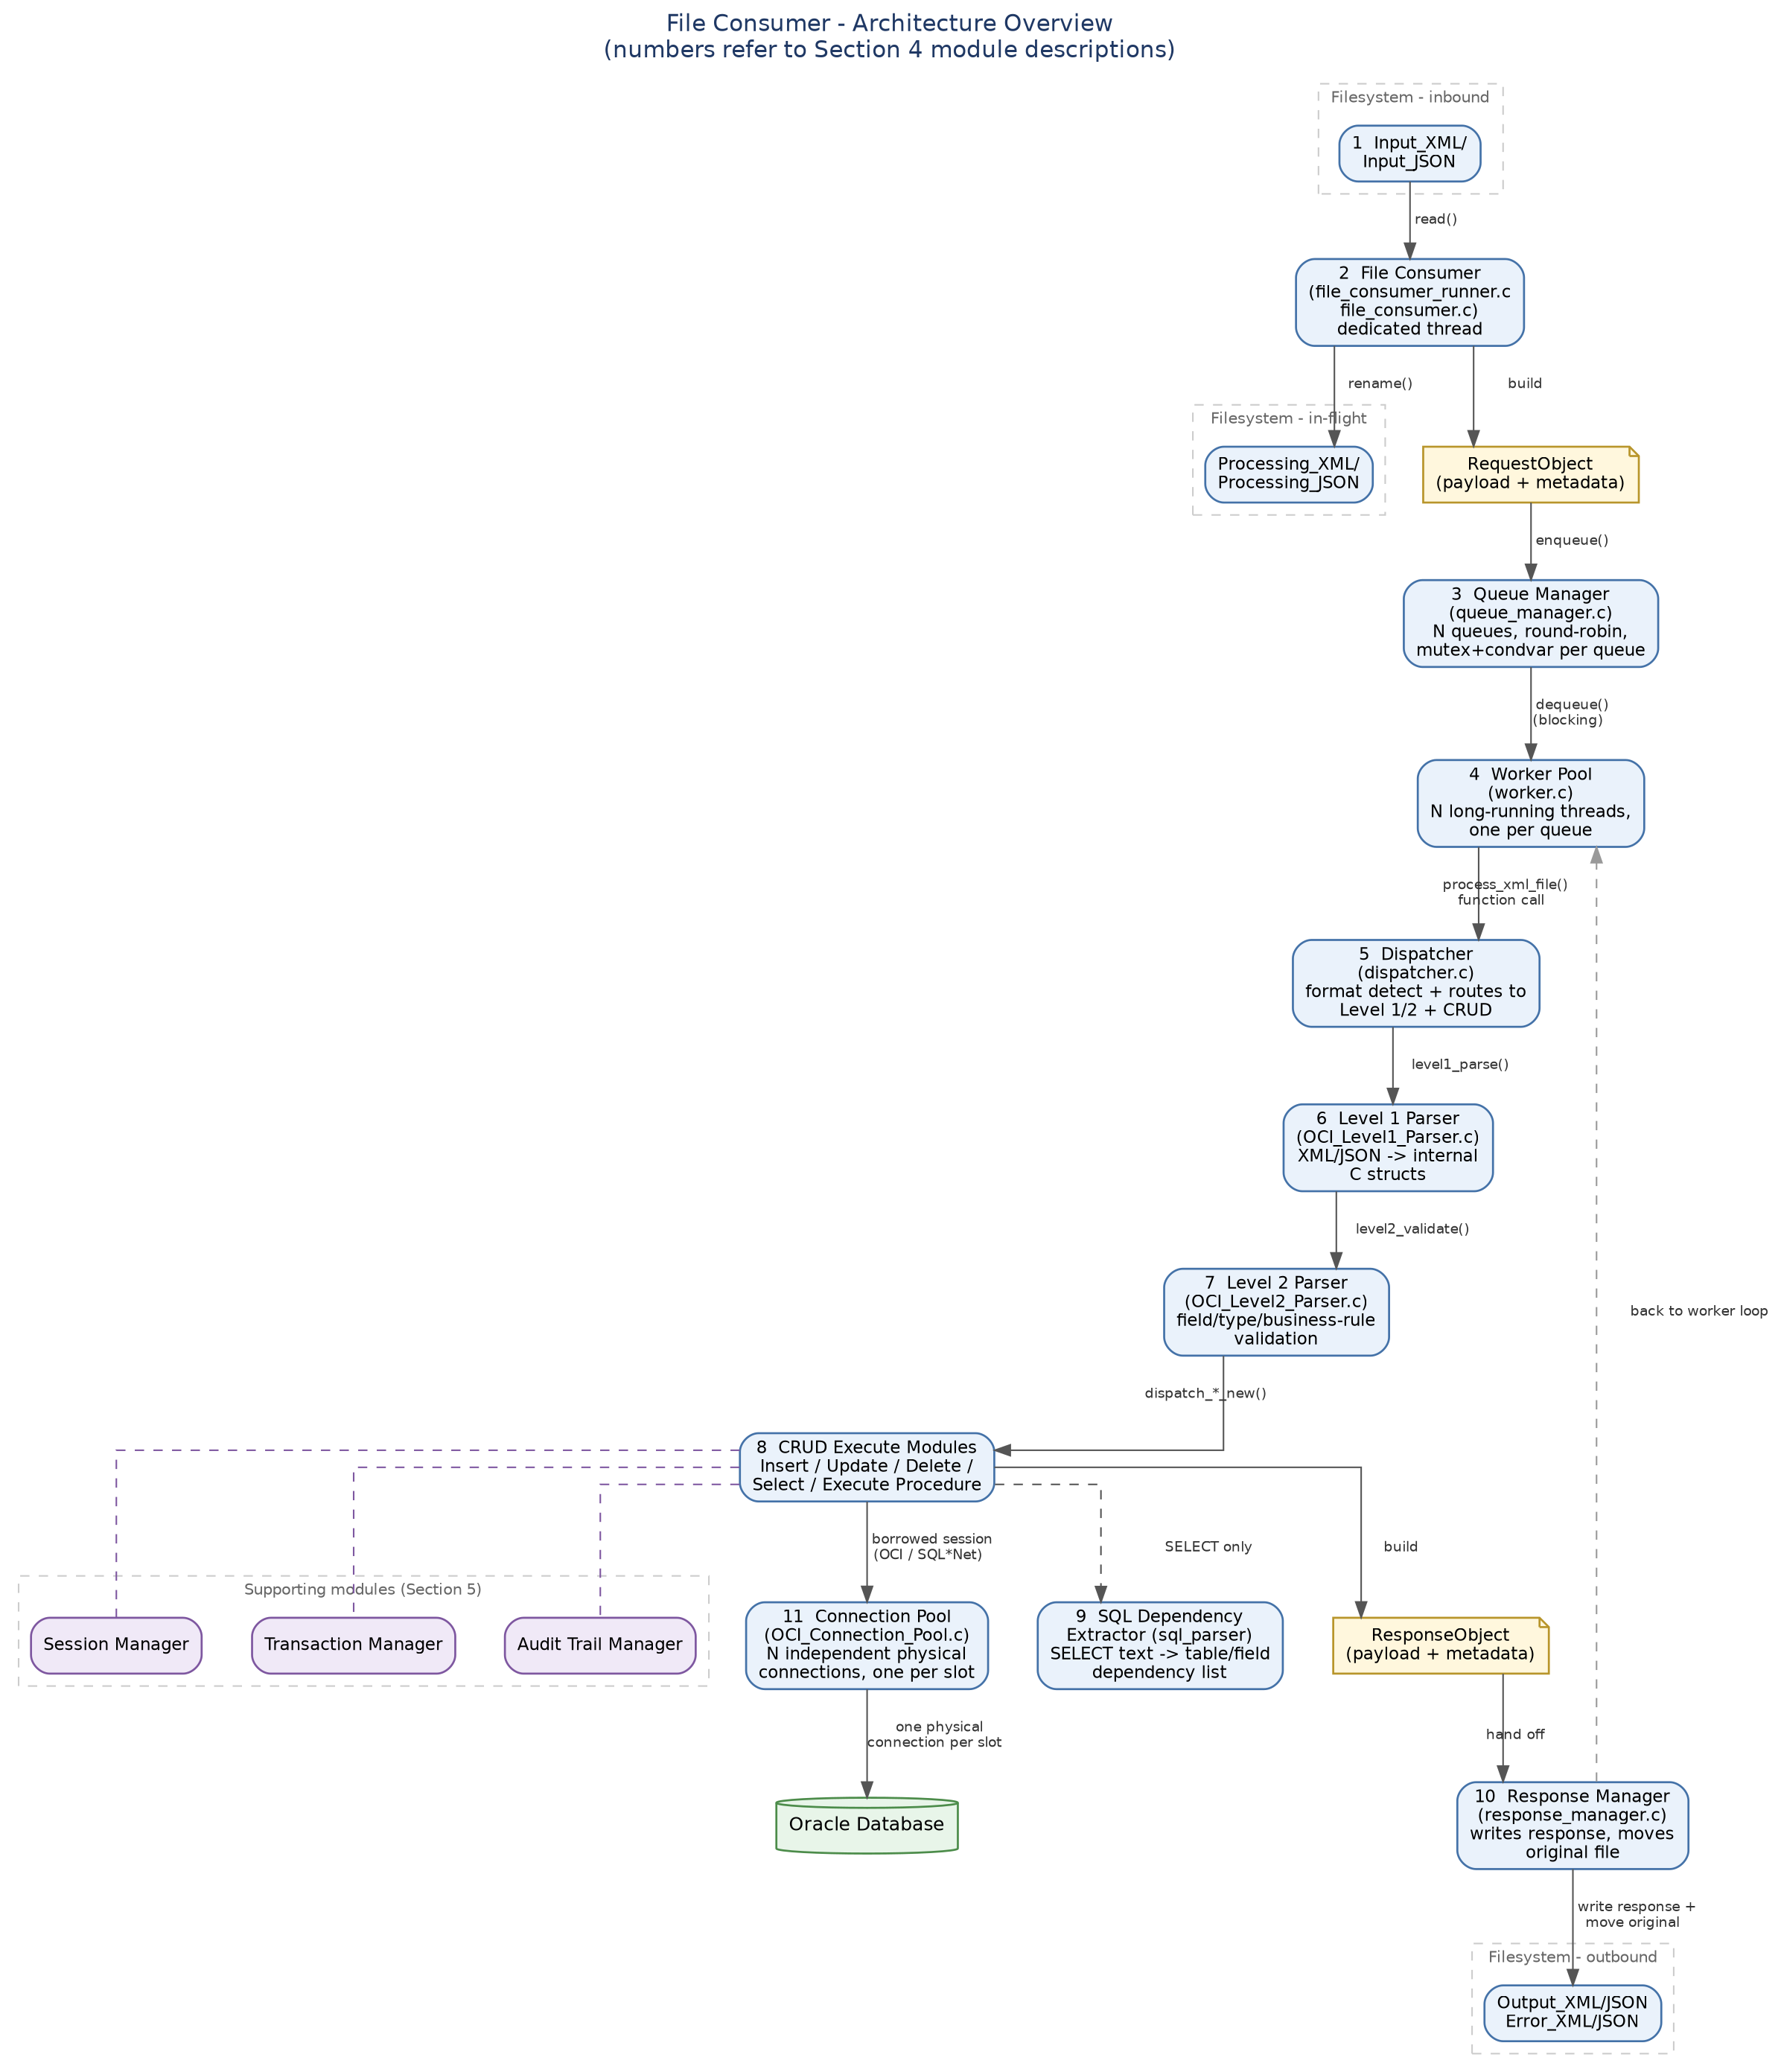 File Consumer - Architecture Overview
(numbers refer to Section 4 module descriptions)
Filesystem - inbound
1  Input_XML/
Input_JSON
read()
2  File Consumer
(file_consumer_runner.c
file_consumer.c)
dedicated thread
rename()
build
Filesystem - in-flight
Processing_XML/
Processing_JSON
RequestObject
(payload + metadata)
enqueue()
3  Queue Manager
(queue_manager.c)
N queues, round-robin,
mutex+condvar per queue
dequeue()
(blocking)
4  Worker Pool
(worker.c)
N long-running threads,
one per queue
process_xml_file()
function call
5  Dispatcher
(dispatcher.c)
format detect + routes to
Level 1/2 + CRUD
level1_parse()
6  Level 1 Parser
(OCI_Level1_Parser.c)
XML/JSON -> internal
C structs
level2_validate()
7  Level 2 Parser
(OCI_Level2_Parser.c)
field/type/business-rule
validation
back to worker loop
dispatch_*_new()
8  CRUD Execute Modules
Insert / Update / Delete /
Select / Execute Procedure
borrowed session
(OCI / SQL*Net)
SELECT only
build
Supporting modules (Section 5)
Session Manager
Transaction Manager
Audit Trail Manager
11  Connection Pool
(OCI_Connection_Pool.c)
N independent physical
connections, one per slot
9  SQL Dependency
Extractor (sql_parser)
SELECT text -> table/field
dependency list
ResponseObject
(payload + metadata)
one physical
connection per slot
hand off
Oracle Database
10  Response Manager
(response_manager.c)
writes response, moves
original file
write response +
move original
Filesystem - outbound
Output_XML/JSON
Error_XML/JSON